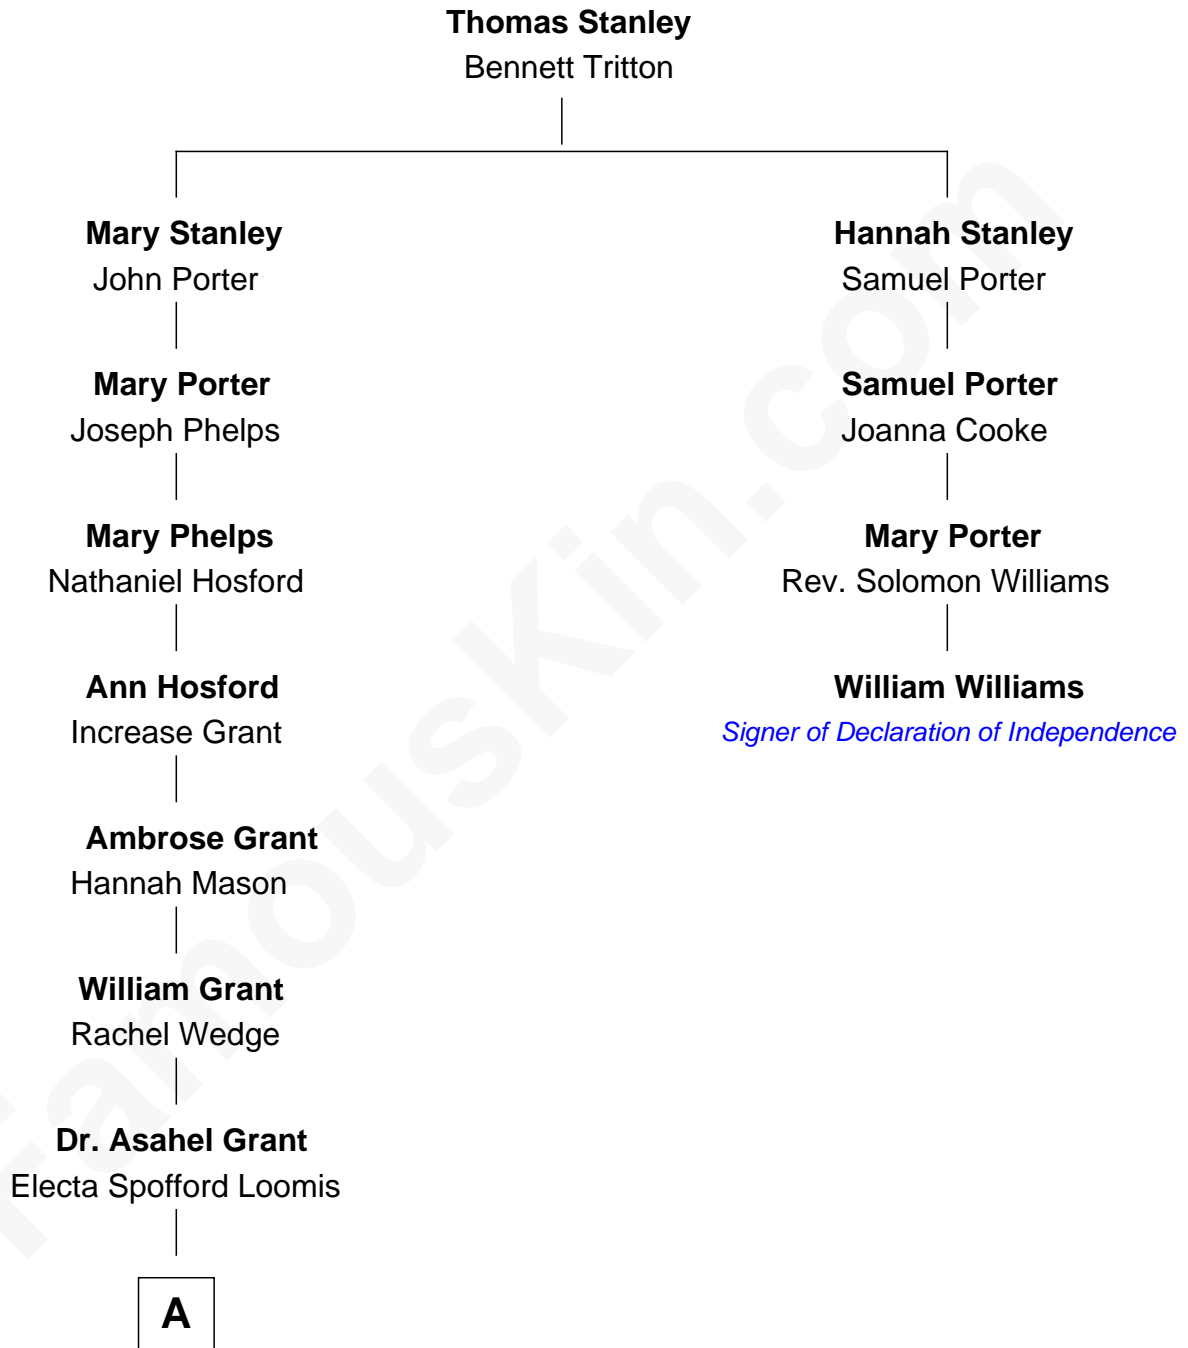 Thomas Stanley
Bennett Tritton
Mary Stanley
John Porter
Mary Porter
Joseph Phelps
Mary Phelps
Nathaniel Hosford
Ann Hosford
Increase Grant
Ambrose Grant
Hannah Mason
William Grant
Rachel Wedge
Dr. Asahel Grant
Electa Spofford Loomis
A
Hannah Stanley
Samuel Porter
Samuel Porter
Joanna Cooke
Mary Porter
Rev. Solomon Williams
William Williams
Signer of Declaration of Independence
FamousKin.com